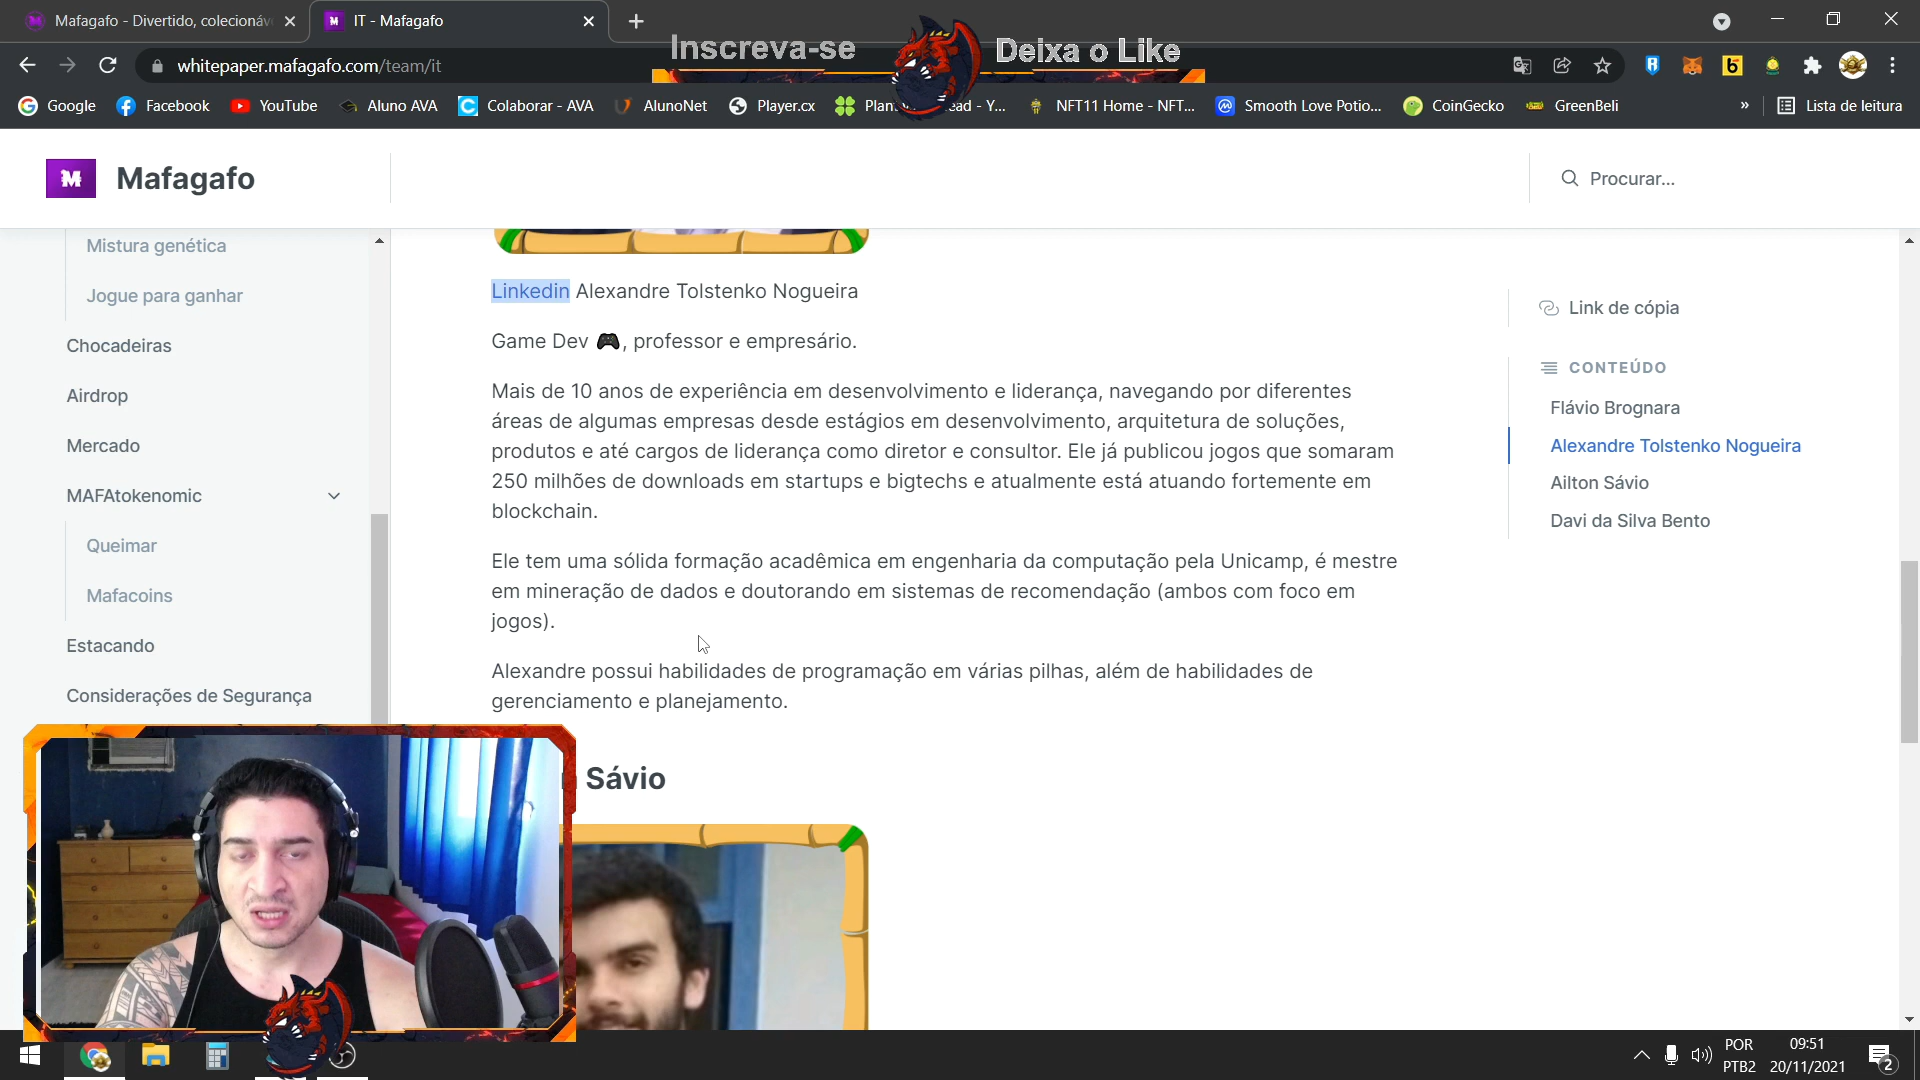 Mafagafo - Divertido, colecionáv
IT - Mafagafo
Inscreva-se
Deixa o Like
whitepaper.mafagafo.com/team/it
Google
Facebook
YouTube
Aluno AVA
Colaborar - AVA
AlunoNet
Player.cx
Plan
ead - Y...
NFT11 Home - NFT...
Smooth Love Potio...
CoinGecko
GreenBeli
»
Lista de leitura
Mafagafo
Procurar...
Mistura genética
Jogue para ganhar
Chocadeiras
Airdrop
Mercado
MAFAtokenomic
Queimar
Mafacoins
Estacando
Considerações de Segurança
Linkedin Alexandre Tolstenko Nogueira
Game Dev 🎮, professor e empresário.
Mais de 10 anos de experiência em desenvolvimento e liderança, navegando por diferentes
áreas de algumas empresas desde estágios em desenvolvimento, arquitetura de soluções,
produtos e até cargos de liderança como diretor e consultor. Ele já publicou jogos que somaram
250 milhões de downloads em startups e bigtechs e atualmente está atuando fortemente em
blockchain.
Ele tem uma sólida formação acadêmica em engenharia da computação pela Unicamp, é mestre
em mineração de dados e doutorando em sistemas de recomendação (ambos com foco em
jogos).
Alexandre possui habilidades de programação em várias pilhas, além de habilidades de
gerenciamento e planejamento.
Sávio
Link de cópia
CONTEÚDO
Flávio Brognara
Alexandre Tolstenko Nogueira
Ailton Sávio
Davi da Silva Bento
POR
PTB2
09:51
20/11/2021
2